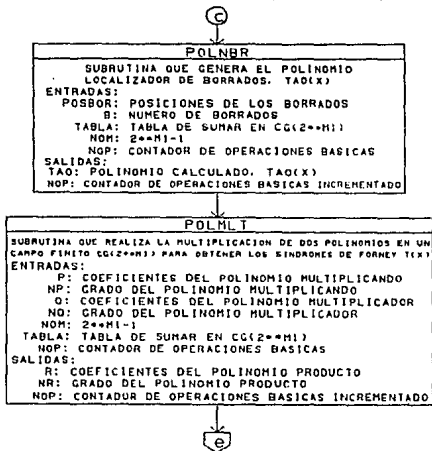 c
POLNBR
SUBRUTINA QUE GENERA EL POLINOMIO
LOCALIZADOR DE BORRADOS, TAO(X)
ENTRADAS:
POSBOR: POSICIONES DE LOS BORRADOS
B: NUMERO DE BORRADOS
TABLA: TABLA DE SUMAR EN CG(2**M1)
NOM: 2**M1-1
NOP: CONTADOR DE OPERACIONES BASICAS
SALIDAS:
TAO: POLINOMIO CALCULADO, TAO(X)
NOP: CONTADOR DE OPERACIONES BASICAS INCREMENTADO
POLMLT
SUBRUTINA QUE REALIZA LA MULTIPLICACION DE DOS POLINOMIOS EN UN
CAMPO FINITO CG(2**M1) PARA OBTENER LOS SINDROMES DE FORNEY T(X)
ENTRADAS:
P: COEFICIENTES DEL POLINOMIO MULTIPLICANDO
NP: GRADO DEL POLINOMIO MULTIPLICANDO
Q: COEFICIENTES DEL POLINOMIO MULTIPLICADOR
NQ: GRADO DEL POLINOMIO MULTIPLICADOR
NOM: 2**M1-1
TABLA: TABLA DE SUMAR EN CG(2**M1)
NOP: CONTADOR DE OPERACIONES BASICAS
SALIDAS:
R: COEFICIENTES DEL POLINOMIO PRODUCTO
NR: GRADO DEL POLINOMIO PRODUCTO
NOP: CONTADOR DE OPERACIONES BASICAS INCREMENTADO
e